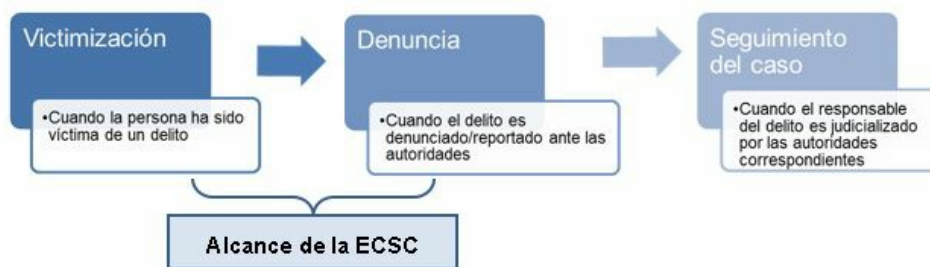 Victimización
•Cuando la persona ha sido
víctima de un delito
Denuncia
•Cuando el delito es
denunciado/reportado ante las
autoridades
Seguimiento
del caso
•Cuando el responsable
del delito es judicializado
por las autoridades
correspondientes
Alcance de la ECSC